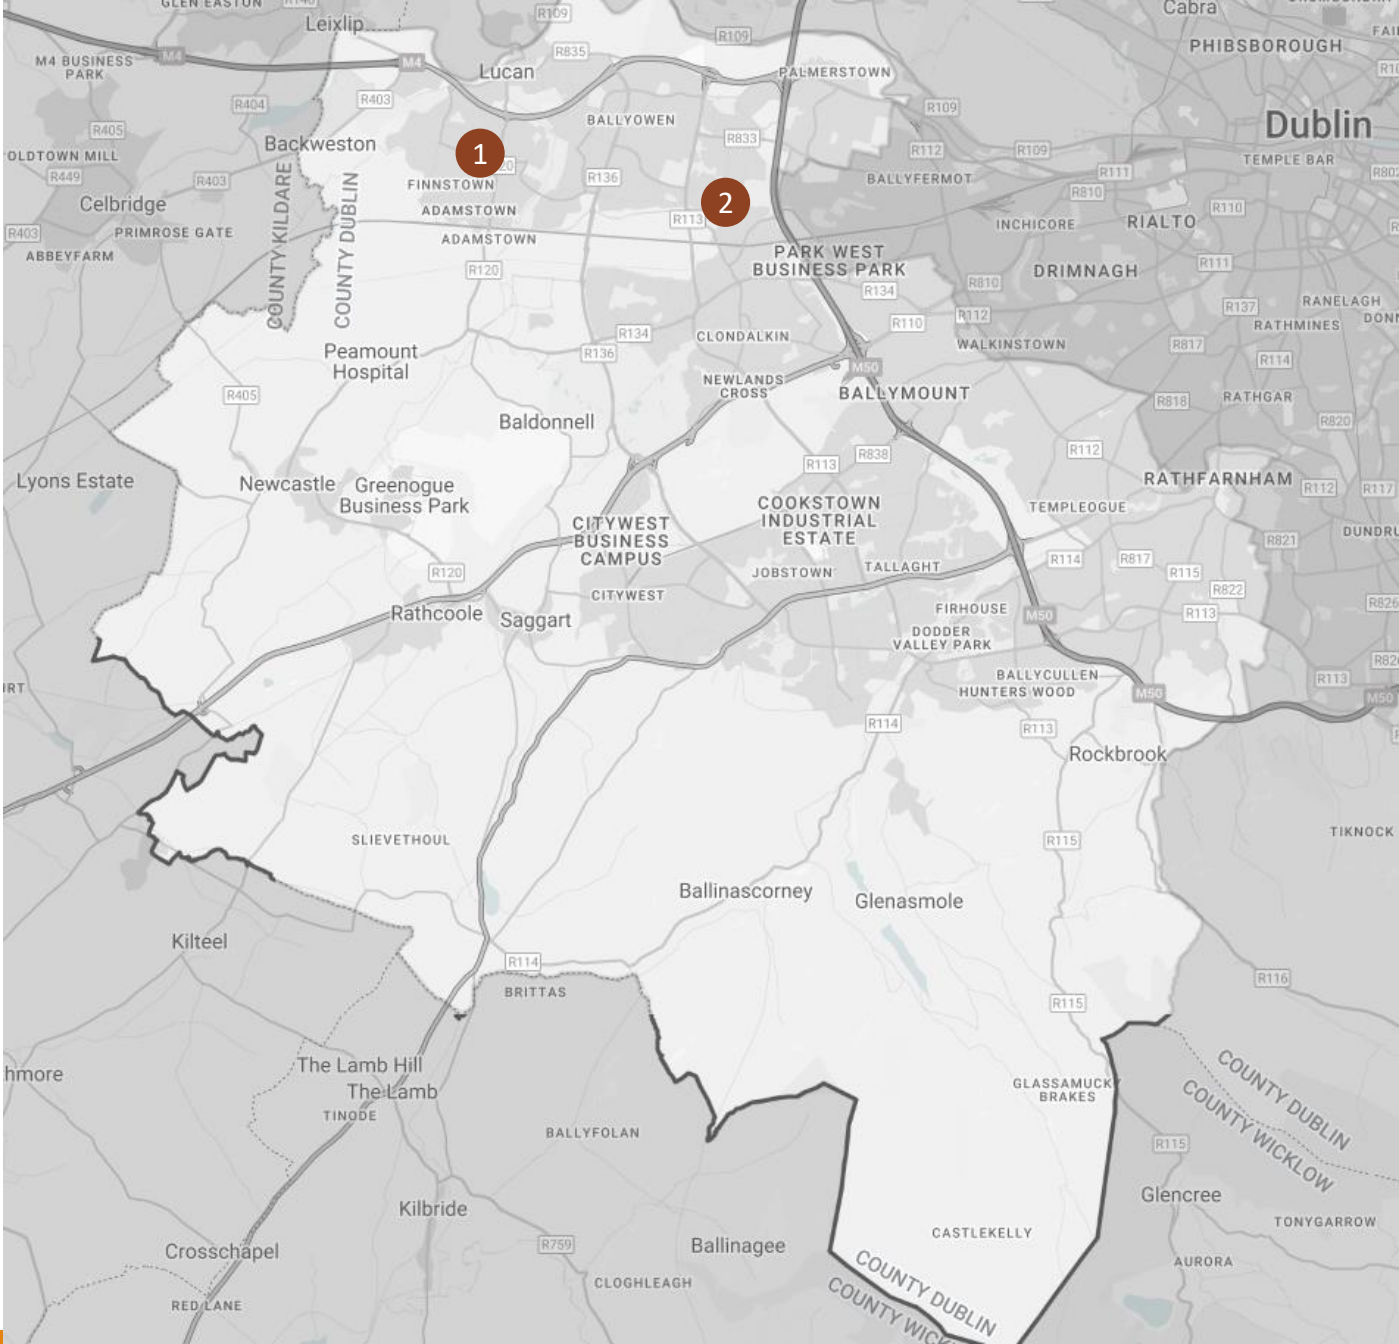 GLEN EASTON
R109
Cabra
Leixlip
R109
PHIBSBOROUGH
M4 BUSINESS
PARK
M4
M4
R835
Lucan
PALMERSTOWN
R404
R403
BALLYOWEN
R109
Dublin
R405
R833
Backweston
R112
R109
TEMPLE BAR
OLDTOWN MILL
1
R449
R403
FINNSTOWN
R136
BALLYFERMOT
R111
R810
Celbridge
ADAMSTOWN
R113
2
INCHICORE
RIALTO
R110
R403
PRIMROSE GATE
ADAMSTOWN
ABBEYFARM
COUNTY KILDARE
COUNTY DUBLIN
R120
PARK WEST
BUSINESS PARK
DRIMNAGH
R111
R134
R810
R137
RANELAGH
R110
R112
RATHMINES
R134
CLONDALKIN
WALKINSTOWN
R817
R114
R136
Peamount
Hospital
M50
R405
NEWLANDS
CROSS
BALLYMOUNT
R818
RATHGAR
Baldonnell
R820
R112
R838
R113
Lyons Estate
Newcastle
Greenogue
Business Park
RATHFARNHAM
R112
R117
COOKSTOWN
INDUSTRIAL
ESTATE
TEMPLEOGUE
CITYWEST
BUSINESS
CAMPUS
R821
R114
R817
R115
R120
JOBSTOWN
TALLAGHT
R822
CITYWEST
FIRHOUSE
M50
R113
R826
Rathcoole
Saggart
DODDER
VALLEY PARK
BALLYCULLEN
R113
HUNTERS WOOD
M50
M50
R114
R113
Rockbrook
SLIEVETHOUL
R115
TIKNOCK
Ballinascorney
Glenasmole
Kilteel
R114
R116
BRITTAS
R115
The Lamb Hill
The Lamb
TINODE
GLASSAMUCKY
BRAKES
COUNTY DUBLIN
COUNTY WICKLOW
BALLYFOLAN
R115
Glencree
Kilbride
TONYGARROW
Crosschapel
R759
Ballinagee
CASTLEKELLY
AURORA
CLOGHLEAGH
COUNTY DUBLIN
RED LANE